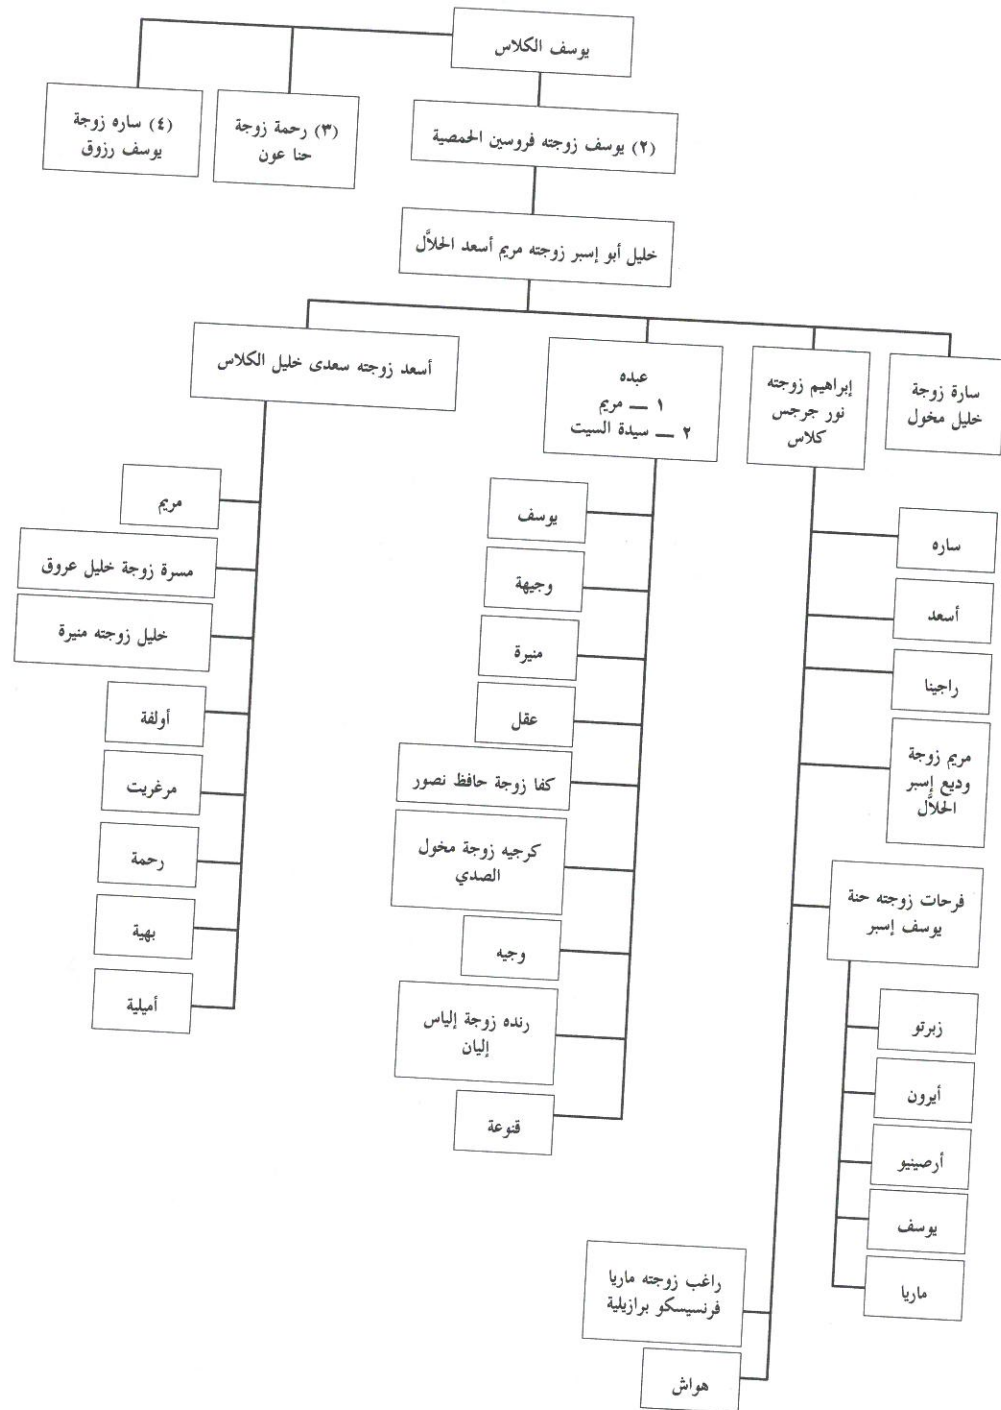 يوسف الكلاس
(٢) يوسف زوجته فروسين الحمصية
(٣) رحمة زوجة
حنا عون
(٤) ساره زوجة
يوسف رزوق
خليل أبو إسبر زوجته مريم أسعد الحلاَّل
سارة زوجة
خليل مخول
إبراهيم زوجته
نور جرجس
كلاس
عبده
١ — مريم
٢ — سيدة السيت
أسعد زوجته سعدى خليل الكلاس
ساره
أسعد
راجينا
مريم زوجة
وديع إسبر
الحلاَّل
فرحات زوجته حنة
يوسف إسبر
زبرتو
أيرون
أرصينيو
يوسف
ماريا
راغب زوجته ماريا
فرنسيسكو برازيلية
هواش
يوسف
وجيهة
منيرة
عقل
كفا زوجة حافظ نصور
كرجيه زوجة مخول
الصدي
وجيه
رنده زوجة إلياس
إليان
قنوعة
مريم
مسرة زوجة خليل عروق
خليل زوجته منيرة
أولفة
مرغريت
رحمة
بهية
أميلية